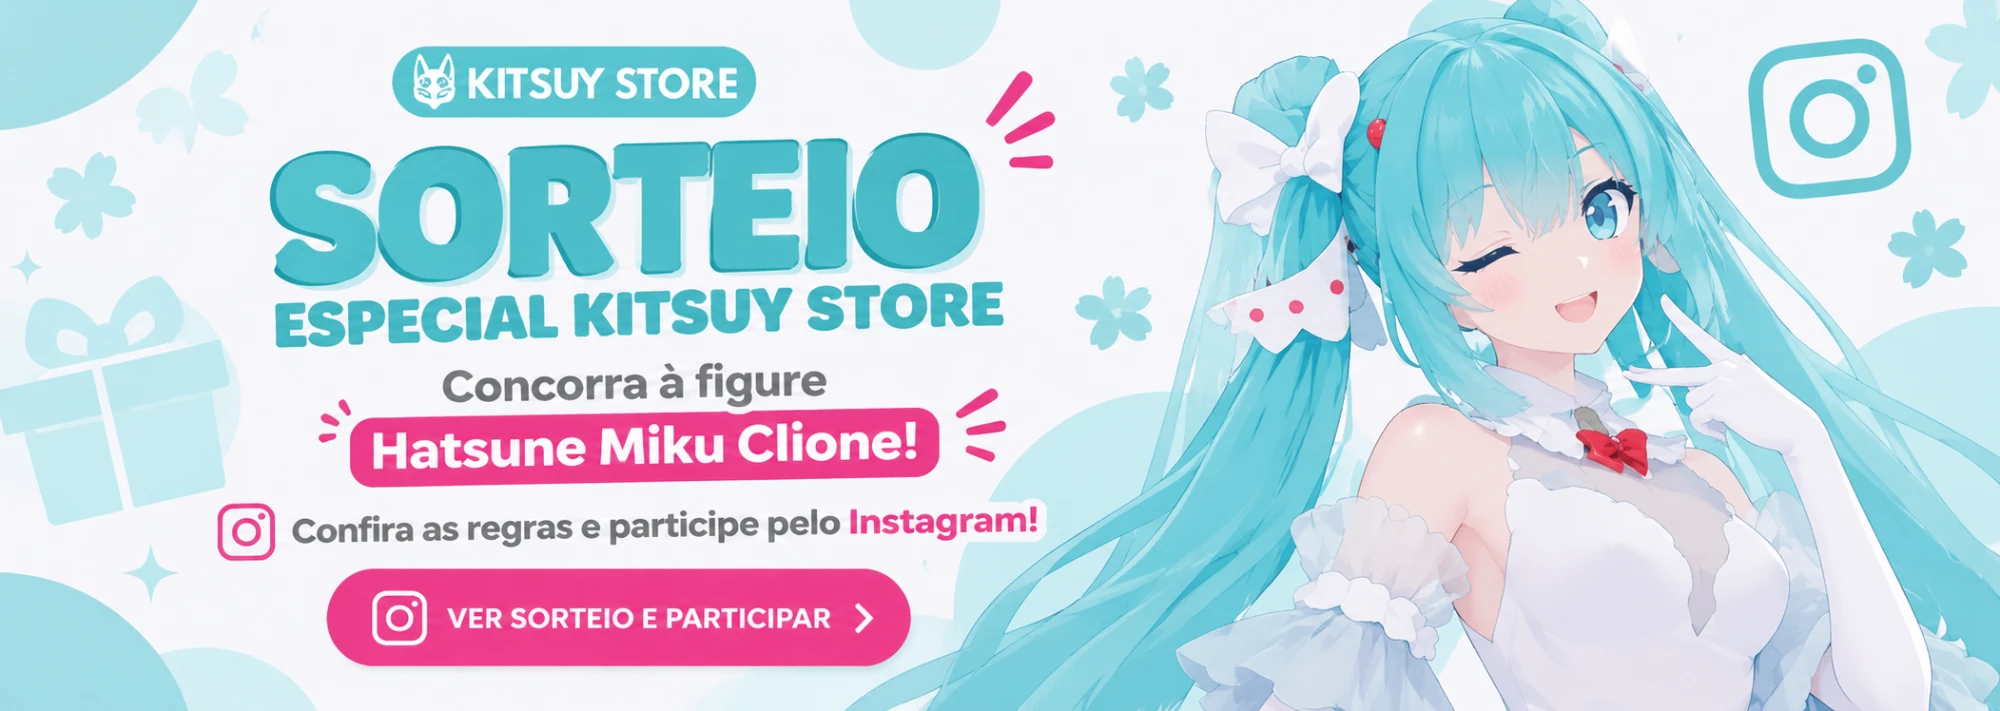 KITSUY STORE
SORTEIO
ESPECIAL KITSUY STORE
Concorra à figure
Hatsune Miku Clione!
Confira as regras e participe pelo Instagram!
VER SORTEIO E PARTICIPAR